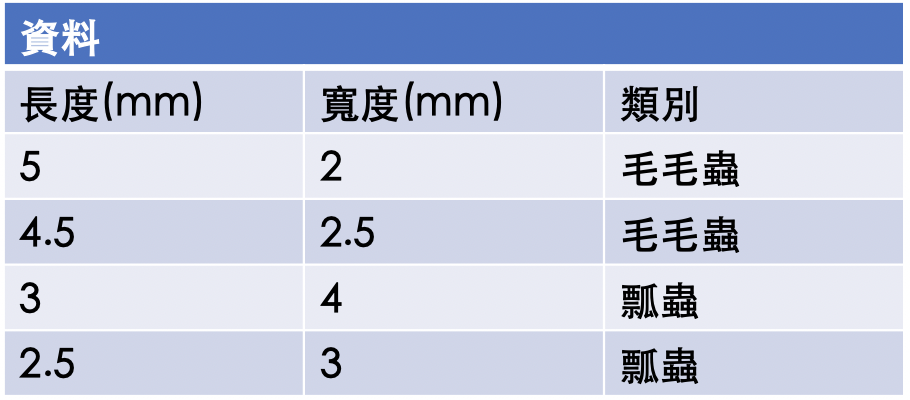 資料
長度(mm) 寬度(mm) 類別
5 2 毛毛蟲
4.5 2.5 毛毛蟲
3 4 瓢蟲
2.5 3 瓢蟲